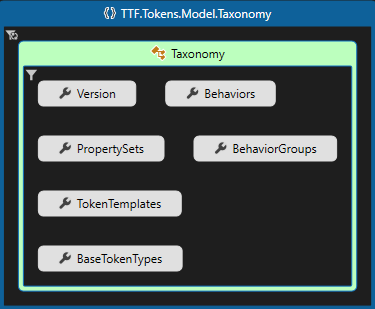 TTF.Tokens.Model.Taxonomy
Taxonomy
Version Behaviors
PropertySets BehaviorGroups
TokenTemplates
BaseTokenTypes